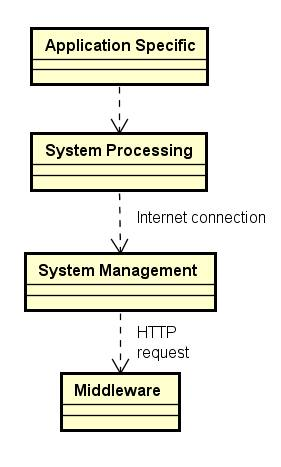 Application Specific
System Processing
Internet connection
System Management
HTTP
request
Middleware